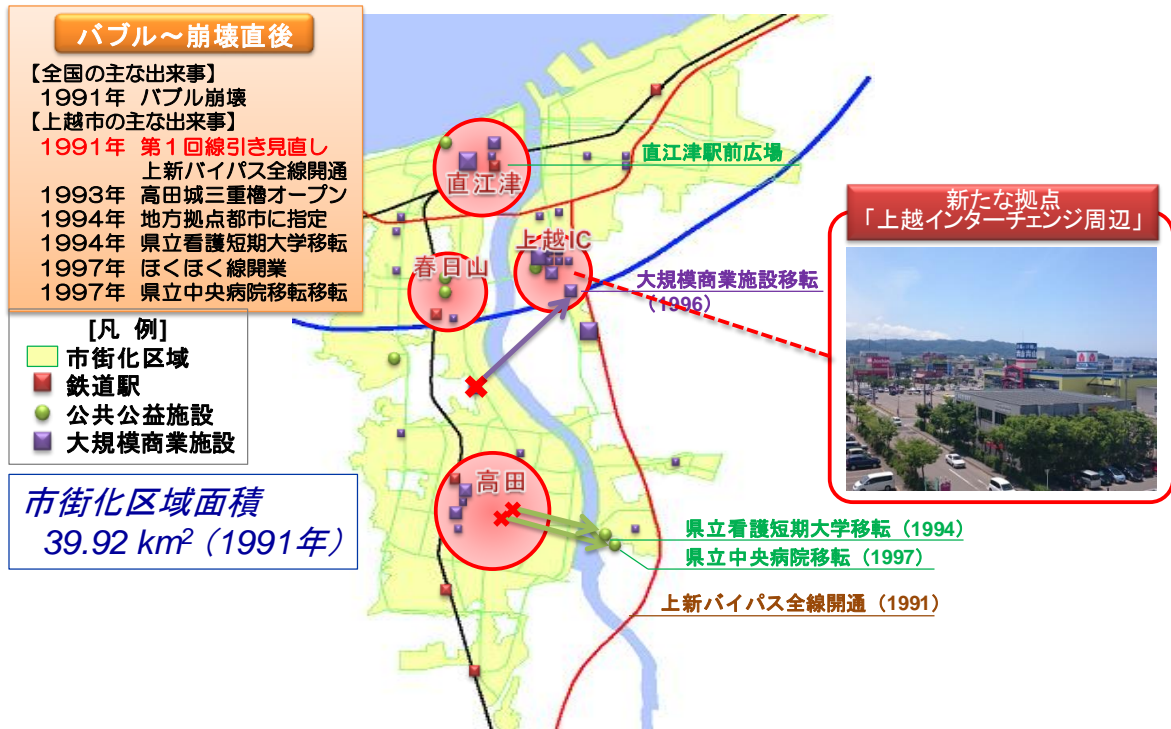 バブル～崩壊直後
【全国の主な出来事】
1991年 バブル崩壊
【上越市の主な出来事】
1991年 第１回線引き見直し
上新バイパス全線開通
1993年 高田城三重櫓オープン
1994年 地方拠点都市に指定
1994年 県立看護短期大学移転
1997年 ほくほく線開業
1997年 県立中央病院移転移転
[凡 例]
市街化区域
鉄道駅
公共公益施設
大規模商業施設
市街化区域面積
39.92 km²（1991年）
直江津
直江津駅前広場
上越IC
春日山
大規模商業施設移転
（1996）
高田
県立看護短期大学移転（1994）
県立中央病院移転（1997）
上新バイパス全線開通（1991）
新たな拠点
「上越インターチェンジ周辺」